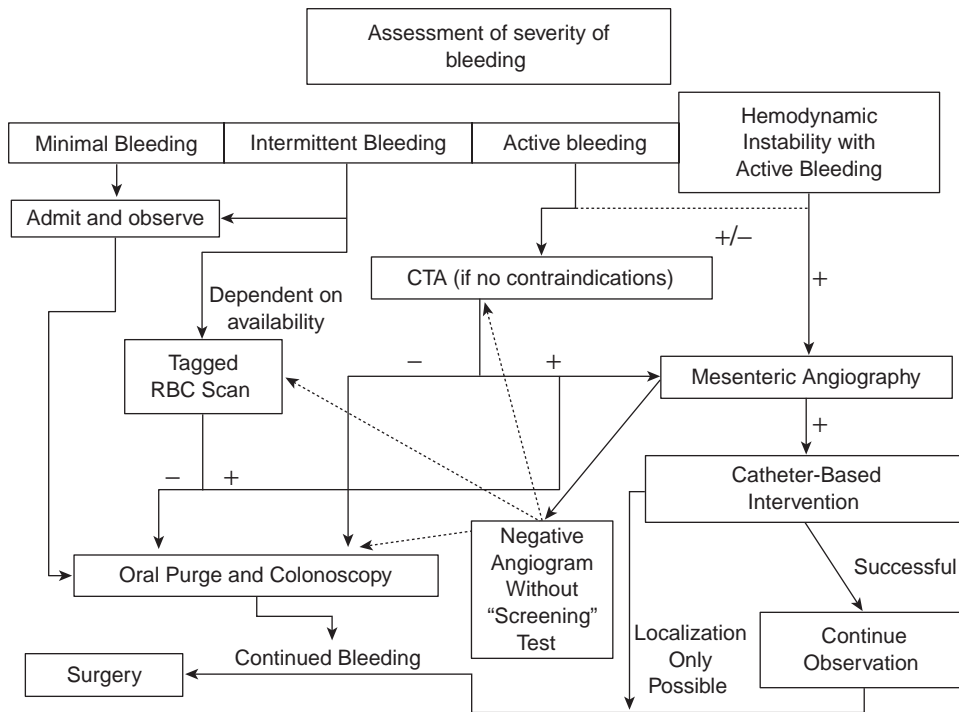 Assessment of severity of
bleeding
Minimal Bleeding
Intermittent Bleeding
Active bleeding
Hemodynamic
Instability with
Active Bleeding
Admit and observe
+/−
CTA (if no contraindications)
+
Dependent on
availability
Tagged
RBC Scan
−
+
Mesenteric Angiography
+
−
+
Catheter-Based
Intervention
Negative
Angiogram
Without
“Screening”
Test
Oral Purge and Colonoscopy
Successful
Localization
Only
Possible
Continue
Observation
Continued Bleeding
Surgery